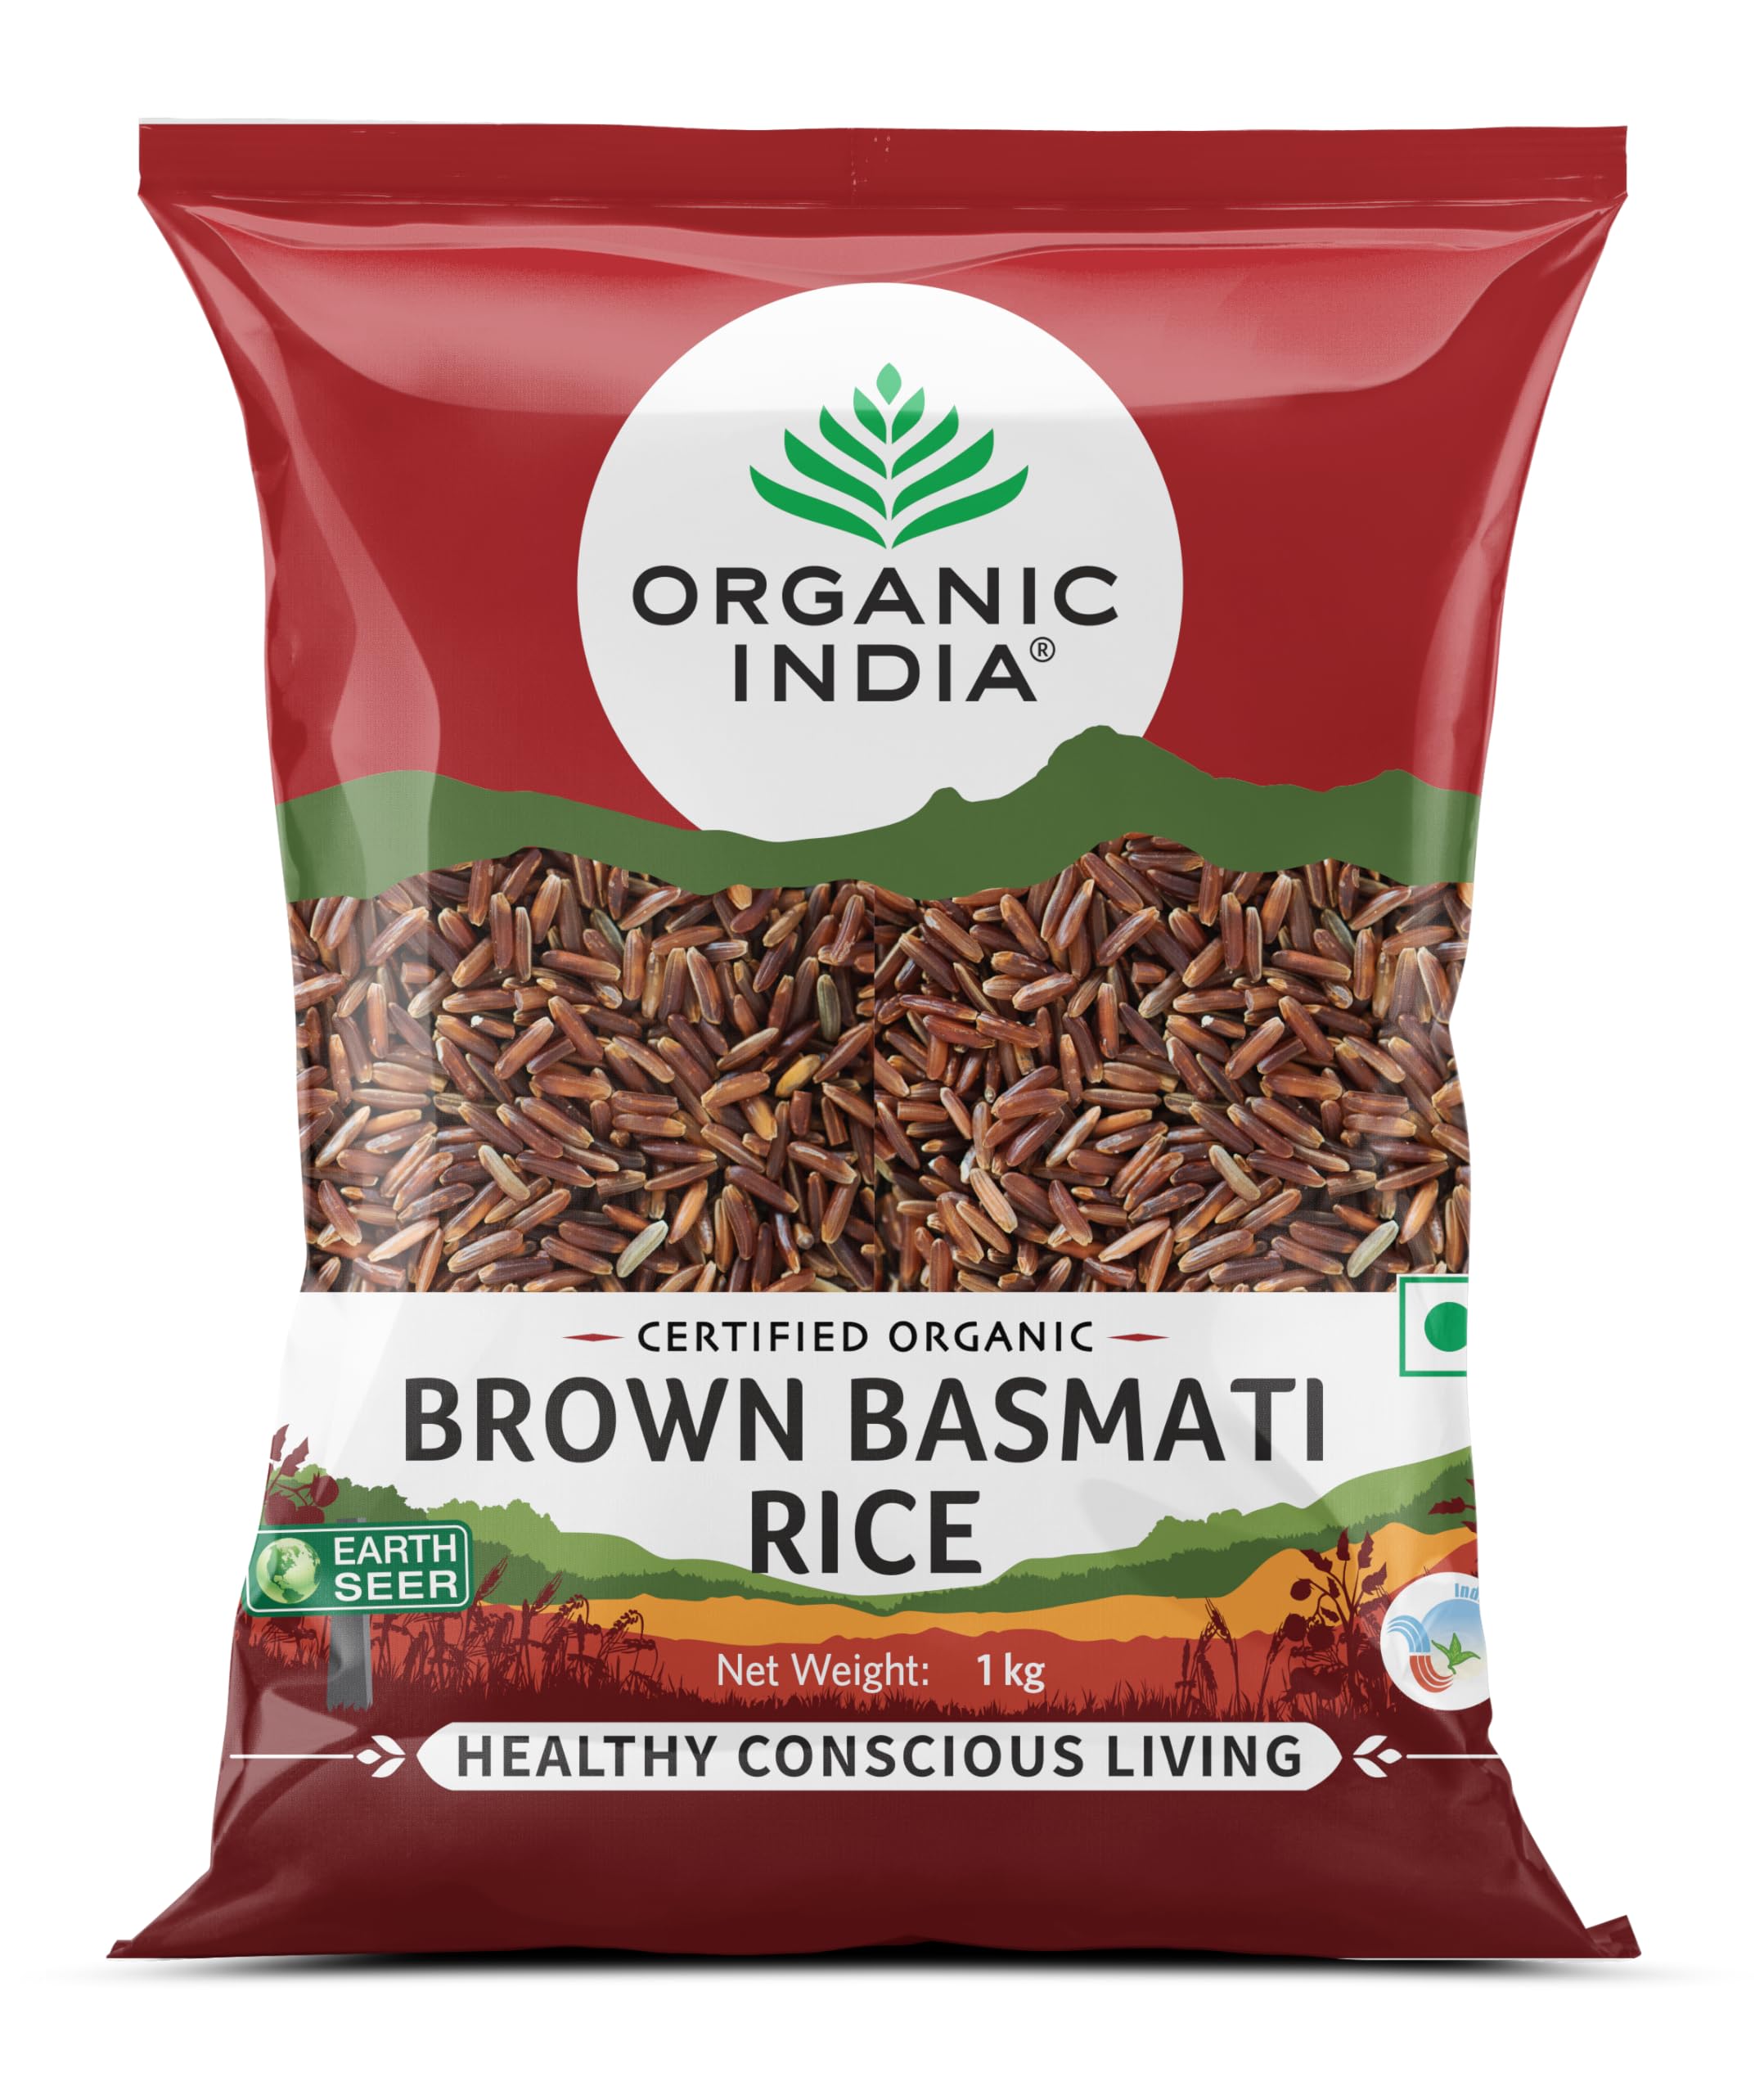 ORGANIC
INDIA®
CERTIFIED ORGANIC
BROWN BASMATI
RICE
EARTH
SEER
Net Weight: 1 kg
HEALTHY CONSCIOUS LIVING